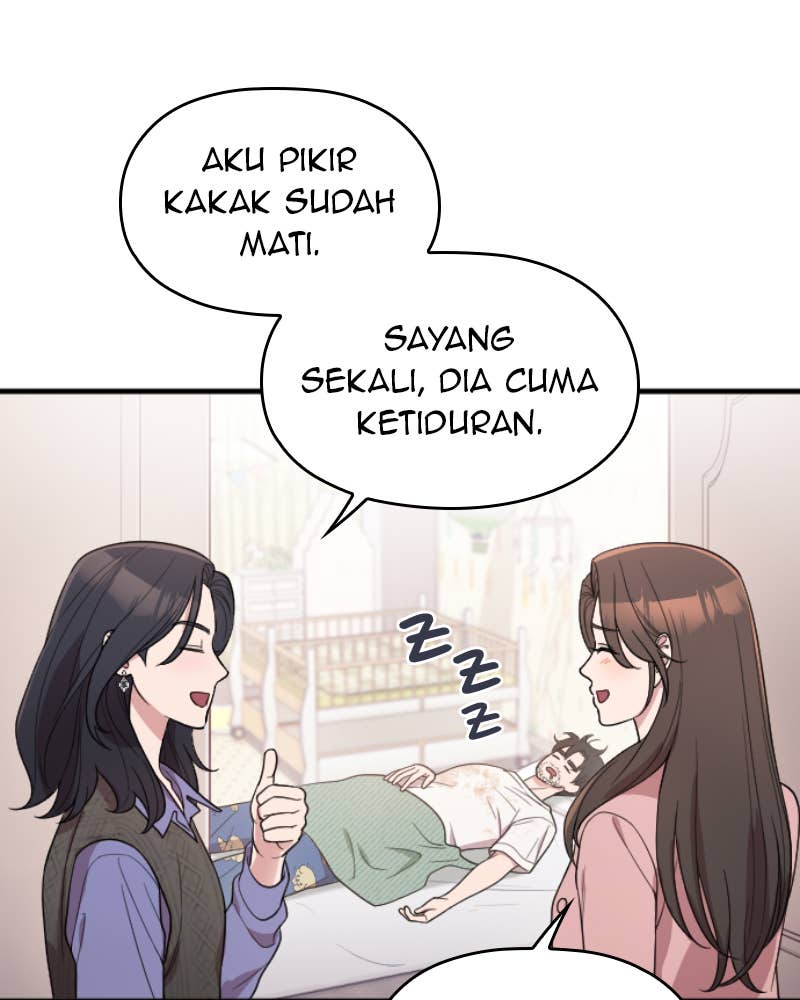 AKU PIKIR
KAKAK SUDAH
MATI.
SAYANG
SEKALI, DIA CUMA
KETIDURAN.
Z
Z
Z